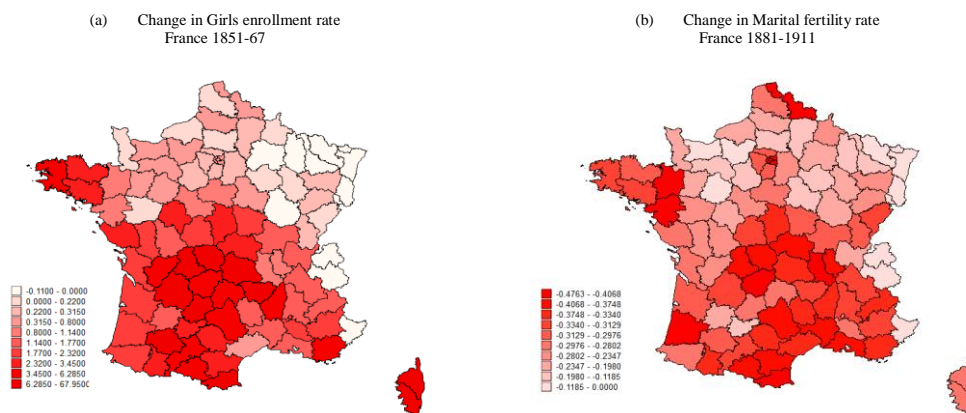 (a) Change in Girls enrollment rate
France 1851-67
(b) Change in Marital fertility rate
France 1881-1911
-0.1100 - 0.0000
0.0000 - 0.2200
0.2200 - 0.3150
0.3150 - 0.8000
0.8000 - 1.1400
1.1400 - 1.7700
1.7700 - 2.3200
2.3200 - 3.4500
3.4500 - 6.2850
6.2850 - 67.9500
-0.4763 - -0.4068
-0.4068 - -0.3748
-0.3748 - -0.3340
-0.3340 - -0.3129
-0.3129 - -0.2976
-0.2976 - -0.2802
-0.2802 - -0.2347
-0.2347 - -0.1980
-0.1980 - -0.1185
-0.1185 - 0.0000